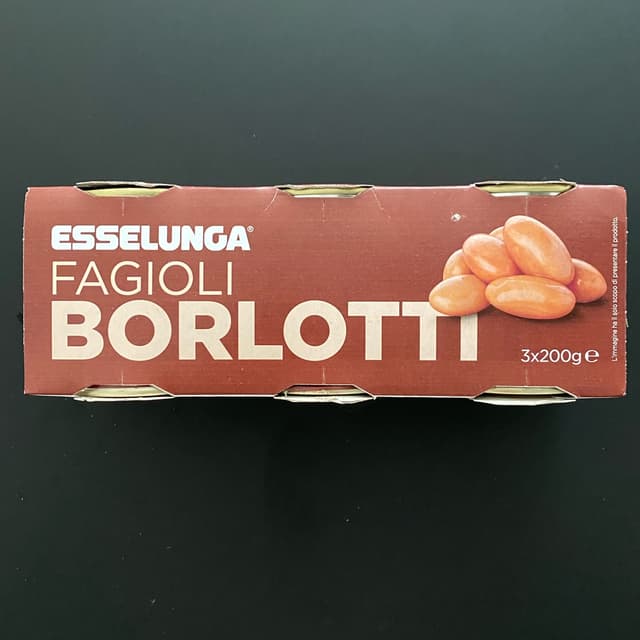 ESSELUNGA®
FAGIOLI
BORLOTTI
3x200g ℮
L'immagine ha il solo scopo di presentare il prodotto.